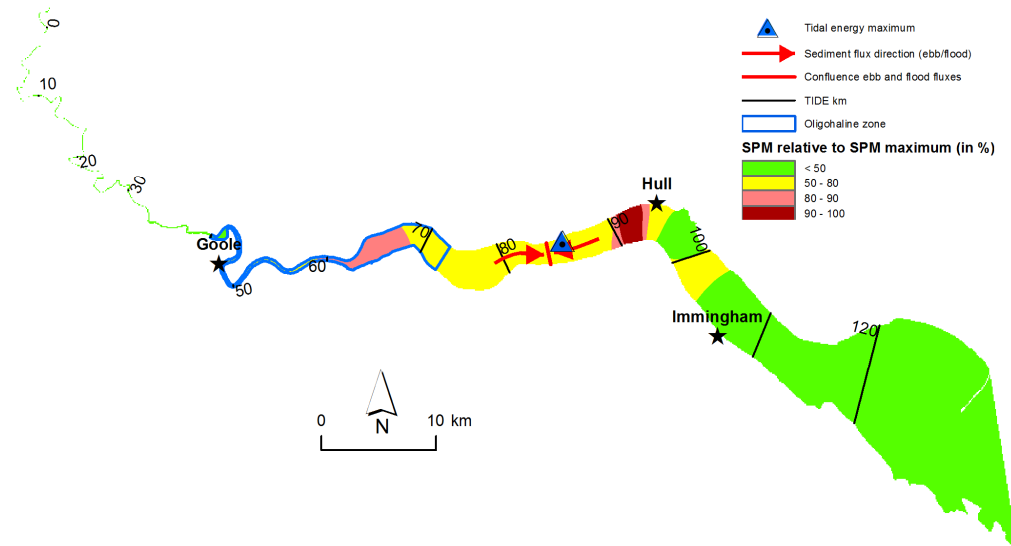 0
10
20
30
Goole
50
60
70
80
90
Hull
100
Immingham
120
0 10 km
N
Tidal energy maximum
Sediment flux direction (ebb/flood)
Confluence ebb and flood fluxes
TIDE km
Oligohaline zone
SPM relative to SPM maximum (in %)
< 50
50 - 80
80 - 90
90 - 100